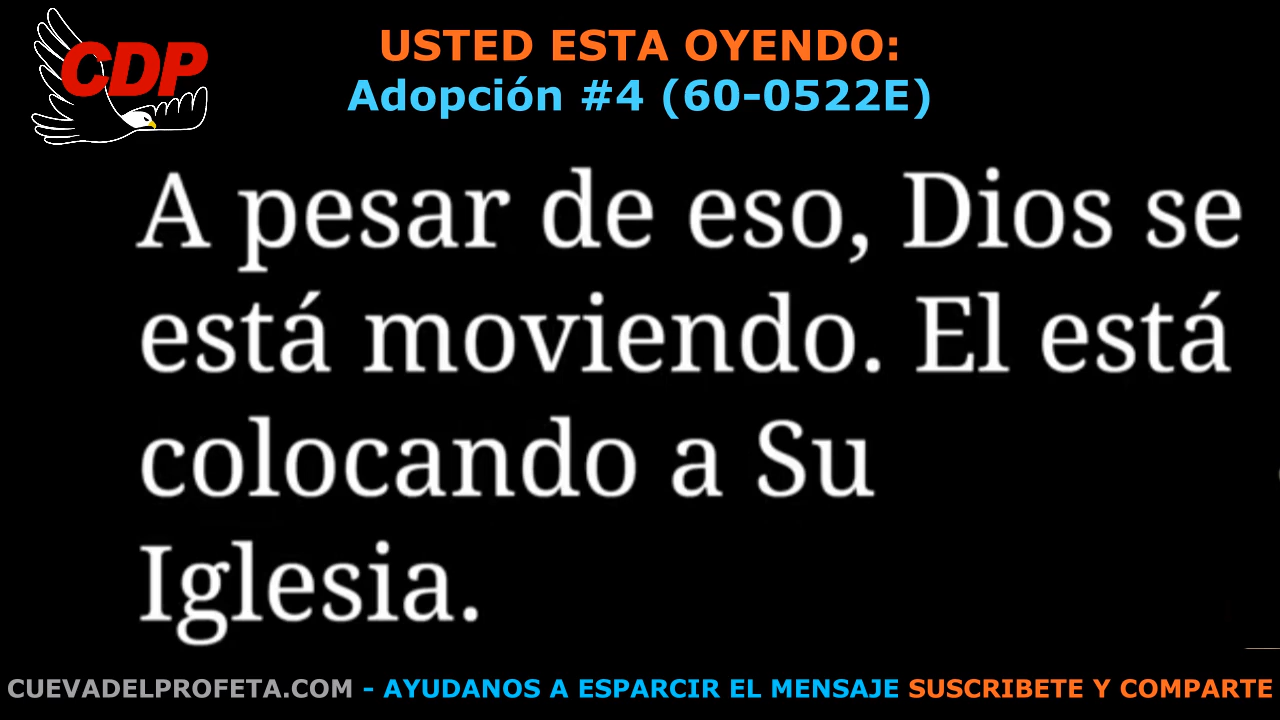 CDP
USTED ESTA OYENDO:
Adopción #4 (60-0522E)
A pesar de eso, Dios se
está moviendo. El está
colocando a Su
Iglesia.
CUEVADELPROFETA.COM - AYUDANOS A ESPARCIR EL MENSAJE SUSCRIBETE Y COMPARTE